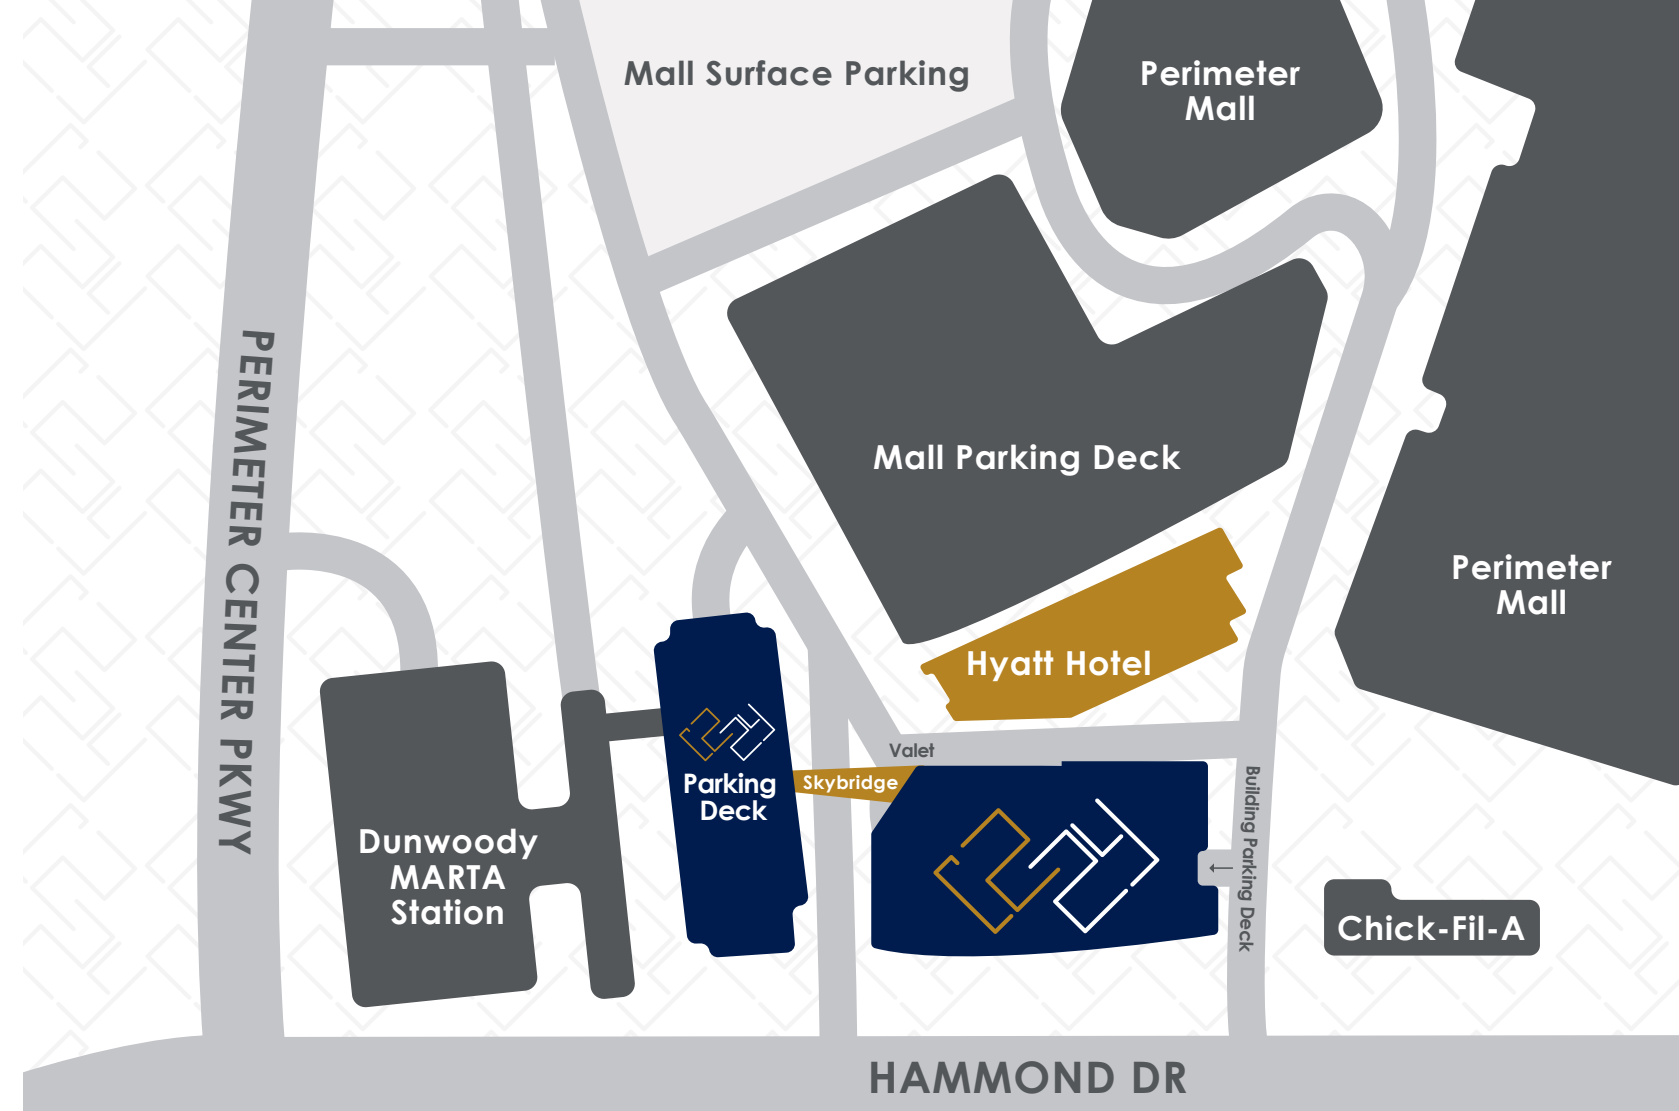 Mall Surface Parking
Perimeter
Mall
PERIMETER CENTER PKWY
Mall Parking Deck
Perimeter
Mall
Hyatt Hotel
Valet
Skybridge
Parking
Deck
Building Parking Deck
Dunwoody
MARTA
Station
Chick-Fil-A
HAMMOND DR